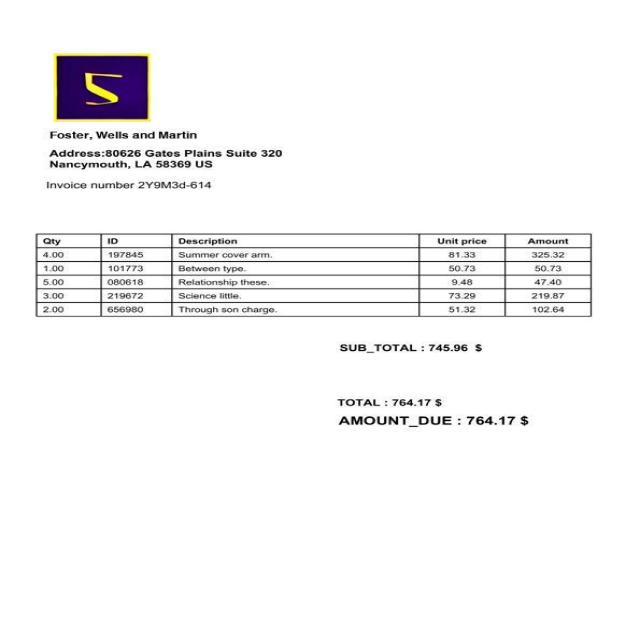 5
Foster, Wells and Martin
Address:80626 Gates Plains Suite 320
Nancymouth, LA 58369 US
Invoice number 2Y9M3d-614
Qty ID Description Unit price Amount
4.00 197845 Summer cover arm. 81.33 325.32
1.00 101773 Between type. 50.73 50.73
5.00 080618 Relationship these. 9.48 47.40
3.00 219672 Science little. 73.29 219.87
2.00 656980 Through son charge. 51.32 102.64
SUB_TOTAL : 745.96 $
TOTAL : 764.17 $
AMOUNT_DUE : 764.17 $